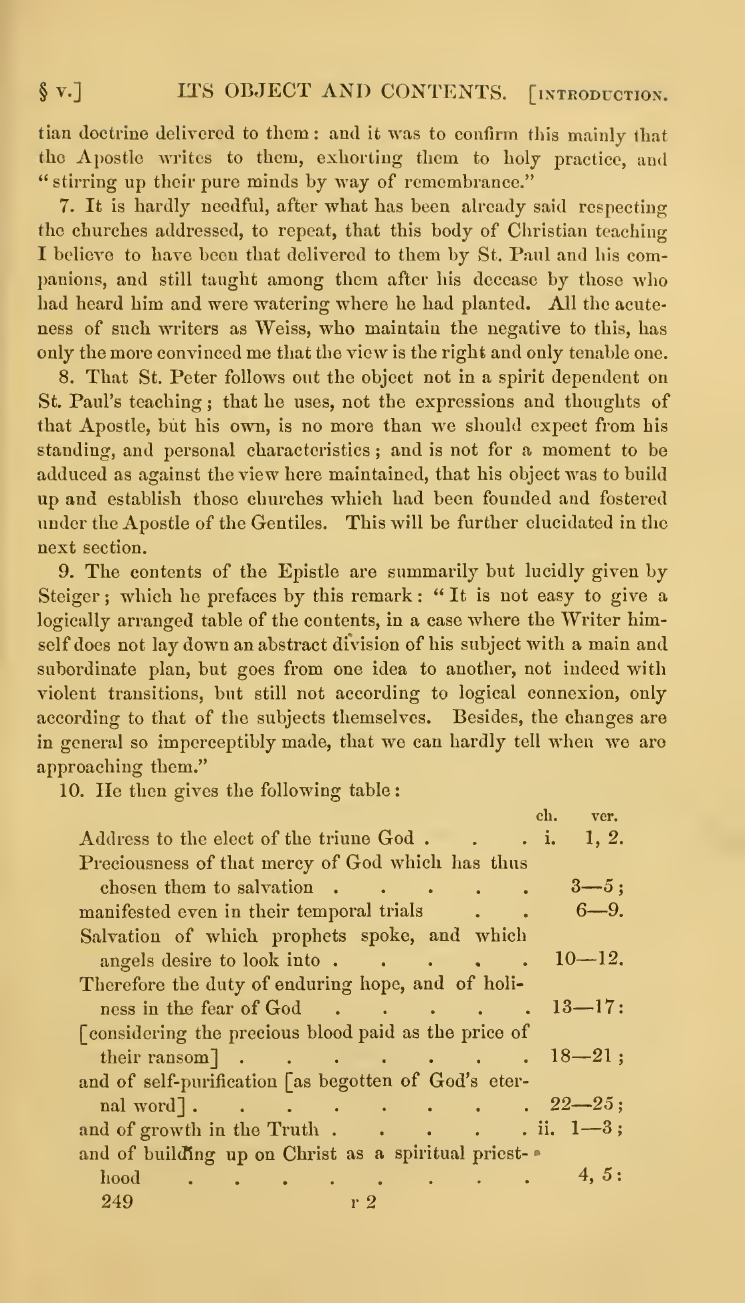 § v.] ITS OBJECT AND CONTENTS. [INTRODUCTION.
tian doctrine delivered to them: and it was to confirm this mainly that
the Apostle writes to them, exhorting them to holy practice, and
“stirring up their pure minds by way of remembrance.”
7. It is hardly needful, after what has been already said respecting
the churches addressed, to repeat, that this body of Christian teaching
I believe to have been that delivered to them by St. Paul and his com-
panions, and still taught among them after his decease by those who
had heard him and were watering where he had planted. All the acute-
ness of such writers as Weiss, who maintain the negative to this, has
only the more convinced me that the view is the right and only tenable one.
8. That St. Peter follows out the object not in a spirit dependent on
St. Paul's teaching; that he uses, not the expressions and thoughts of
that Apostle, but his own, is no more than we should expect from his
standing, and personal characteristics; and is not for a moment to be
adduced as against the view here maintained, that his object was to build
up and establish those churches which had been founded and fostered
under the Apostle of the Gentiles. This will be further elucidated in the
next section.
9. The contents of the Epistle are summarily but lucidly given by
Steiger; which he prefaces by this remark: “It is not easy to give a
logically arranged table of the contents, in a case where the Writer him-
self does not lay down an abstract division of his subject with a main and
subordinate plan, but goes from one idea to another, not indeed with
violent transitions, but still not according to logical connexion, only
according to that of the subjects themselves. Besides, the changes are
in general so imperceptibly made, that we can hardly tell when we are
approaching them.”
10. He then gives the following table:
ch. ver.
Address to the elect of the triune God . . . i. 1, 2.
Preciousness of that mercy of God which has thus
chosen them to salvation . . . . . 3—5;
manifested even in their temporal trials . . 6—9.
Salvation of which prophets spoke, and which
angels desire to look into . . . . . 10—12.
Therefore the duty of enduring hope, and of holi-
ness in the fear of God . . . . . 13—17:
[considering the precious blood paid as the price of
their ransom] . . . . . . . 18—21;
and of self-purification [as begotten of God's eter-
nal word] . . . . . . . . 22—25;
and of growth in the Truth . . . . . ii. 1—3;
and of building up on Christ as a spiritual priest-
hood . . . . . . . . 4, 5:
249 r 2